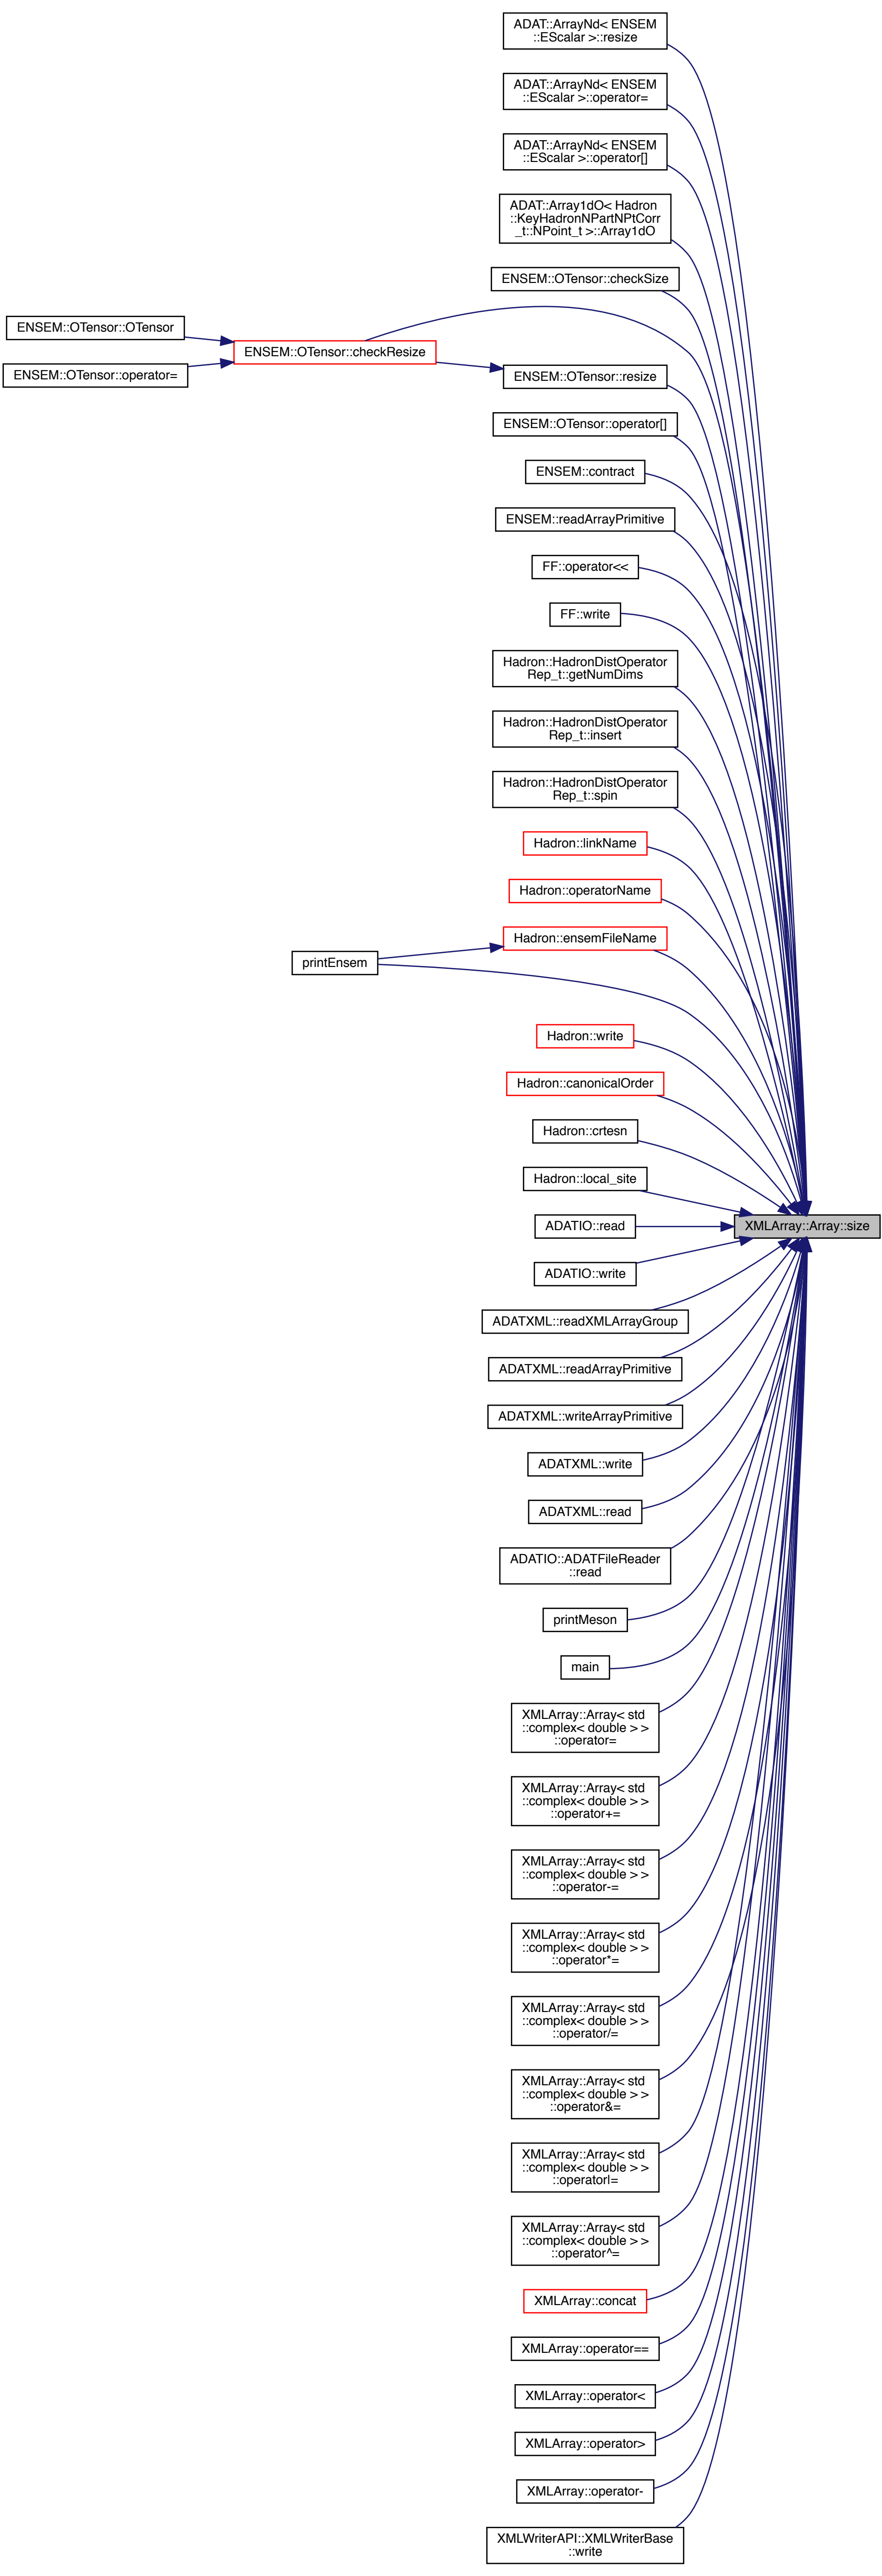 ADAT::ArrayNd< ENSEM
::EScalar >::resize
ADAT::ArrayNd< ENSEM
::EScalar >::operator=
ADAT::ArrayNd< ENSEM
::EScalar >::operator[]
ADAT::Array1dO< Hadron
::KeyHadronNPartNPtCorr
_t::NPoint_t >::Array1dO
ENSEM::OTensor::checkSize
ENSEM::OTensor::OTensor
ENSEM::OTensor::checkResize
ENSEM::OTensor::operator=
ENSEM::OTensor::resize
ENSEM::OTensor::operator[]
ENSEM::contract
ENSEM::readArrayPrimitive
FF::operator<<
FF::write
Hadron::HadronDistOperator
Rep_t::getNumDims
Hadron::HadronDistOperator
Rep_t::insert
Hadron::HadronDistOperator
Rep_t::spin
Hadron::linkName
Hadron::operatorName
Hadron::ensemFileName
printEnsem
Hadron::write
Hadron::canonicalOrder
Hadron::crtesn
Hadron::local_site
ADATIO::read
XMLArray::Array::size
ADATIO::write
ADATXML::readXMLArrayGroup
ADATXML::readArrayPrimitive
ADATXML::writeArrayPrimitive
ADATXML::write
ADATXML::read
ADATIO::ADATFileReader
::read
printMeson
main
XMLArray::Array< std
::complex< double > >
::operator=
XMLArray::Array< std
::complex< double > >
::operator+=
XMLArray::Array< std
::complex< double > >
::operator-=
XMLArray::Array< std
::complex< double > >
::operator*=
XMLArray::Array< std
::complex< double > >
::operator/=
XMLArray::Array< std
::complex< double > >
::operator&=
XMLArray::Array< std
::complex< double > >
::operator|=
XMLArray::Array< std
::complex< double > >
::operator^=
XMLArray::concat
XMLArray::operator==
XMLArray::operator<
XMLArray::operator>
XMLArray::operator-
XMLWriterAPI::XMLWriterBase
::write